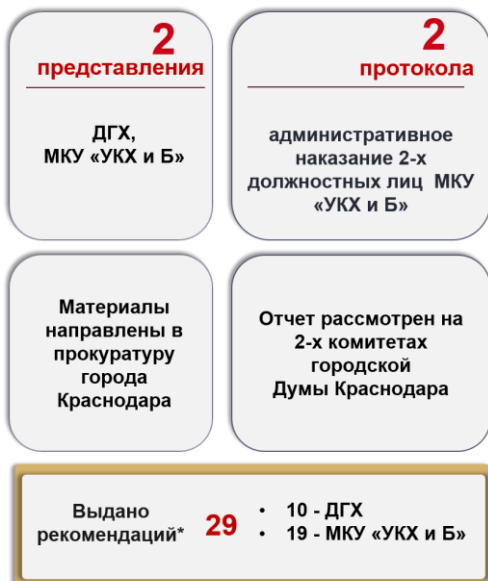 2
представления
ДГХ,
МКУ «УКХ и Б»
2
протокола
административное
наказание 2-х
должностных лиц МКУ
«УКХ и Б»
Материалы
направлены в
прокуратуру
города
Краснодара
Отчет рассмотрен на
2-х комитетах
городской
Думы Краснодара
Выдано
рекомендаций*
29
• 10 - ДГХ
• 19 - МКУ «УКХ и Б»